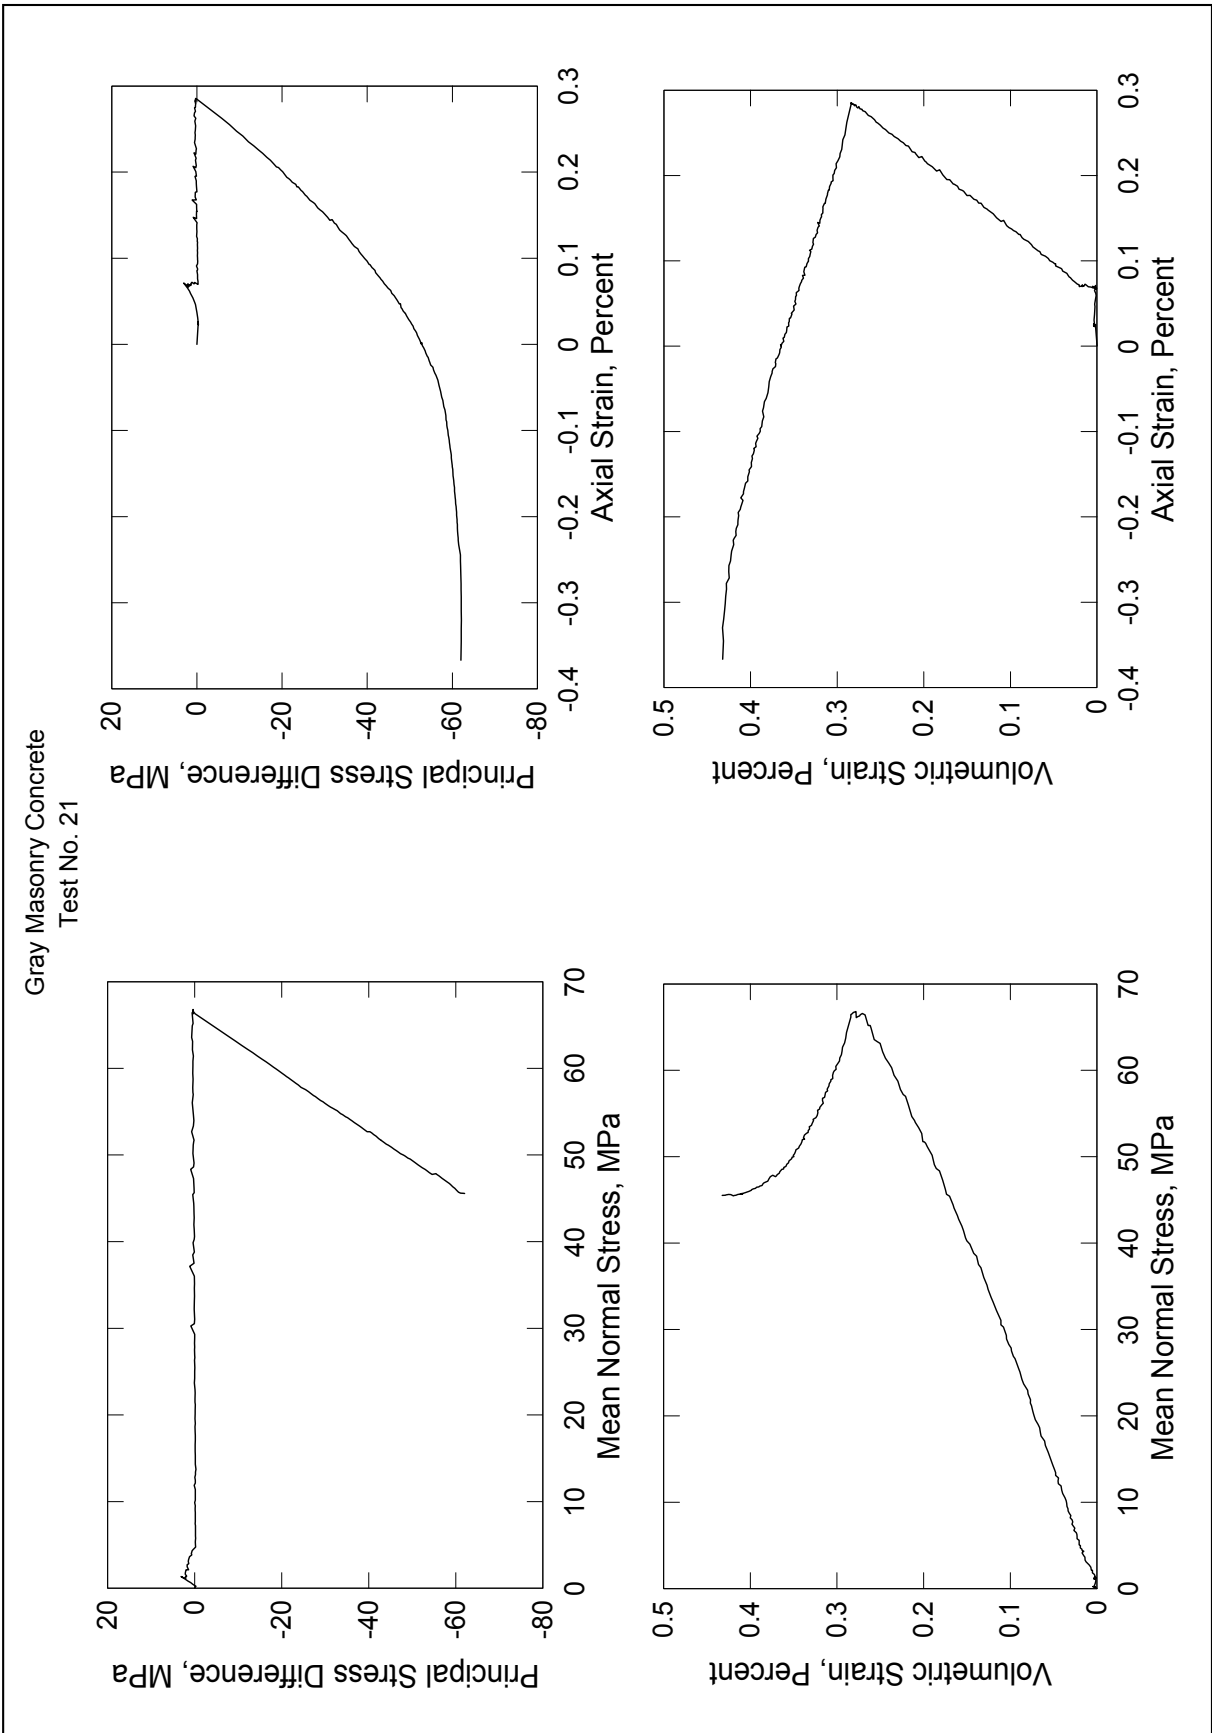 Gray Masonry Concrete
Test No. 21
20
0
-20
-40
-60
-80
Principal Stress Difference, MPa
0 10 20 30 40 50 60 70
Mean Normal Stress, MPa
20
0
-20
-40
-60
-80
Principal Stress Difference, MPa
-0.4 -0.3 -0.2 -0.1 0 0.1 0.2 0.3
Axial Strain, Percent
0.5
0.4
0.3
0.2
0.1
0
Volumetric Strain, Percent
0 10 20 30 40 50 60 70
Mean Normal Stress, MPa
0.5
0.4
0.3
0.2
0.1
0
Volumetric Strain, Percent
-0.4 -0.3 -0.2 -0.1 0 0.1 0.2 0.3
Axial Strain, Percent